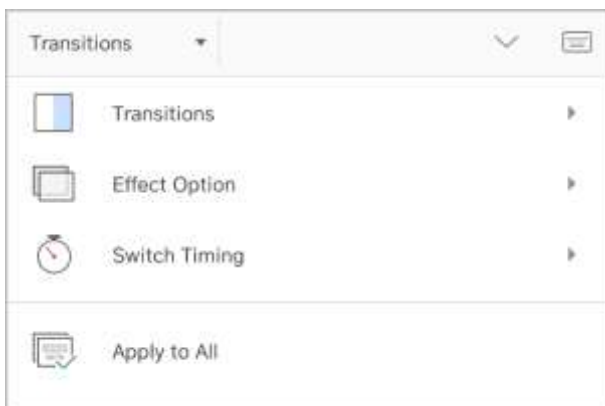 Transitions
Transitions
Effect Option
Switch Timing
Apply to All